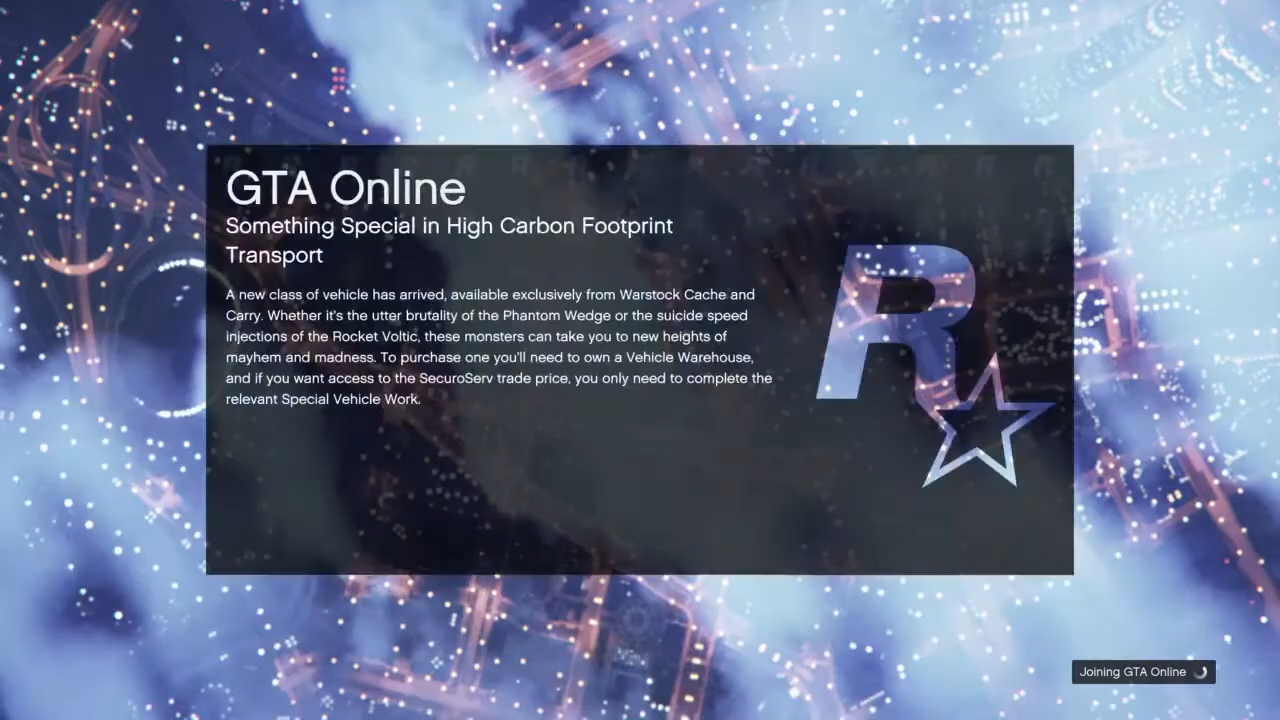 GTA Online
Something Special in High Carbon Footprint
Transport
A new class of vehicle has arrived, available exclusively from Warstock Cache and
Carry. Whether it's the utter brutality of the Phantom Wedge or the suicide speed
injections of the Rocket Voltic, these monsters can take you to new heights of
mayhem and madness. To purchase one you'll need to own a Vehicle Warehouse,
and if you want access to the SecuroServ trade price, you only need to complete the
relevant Special Vehicle Work.
R
Joining GTA Online